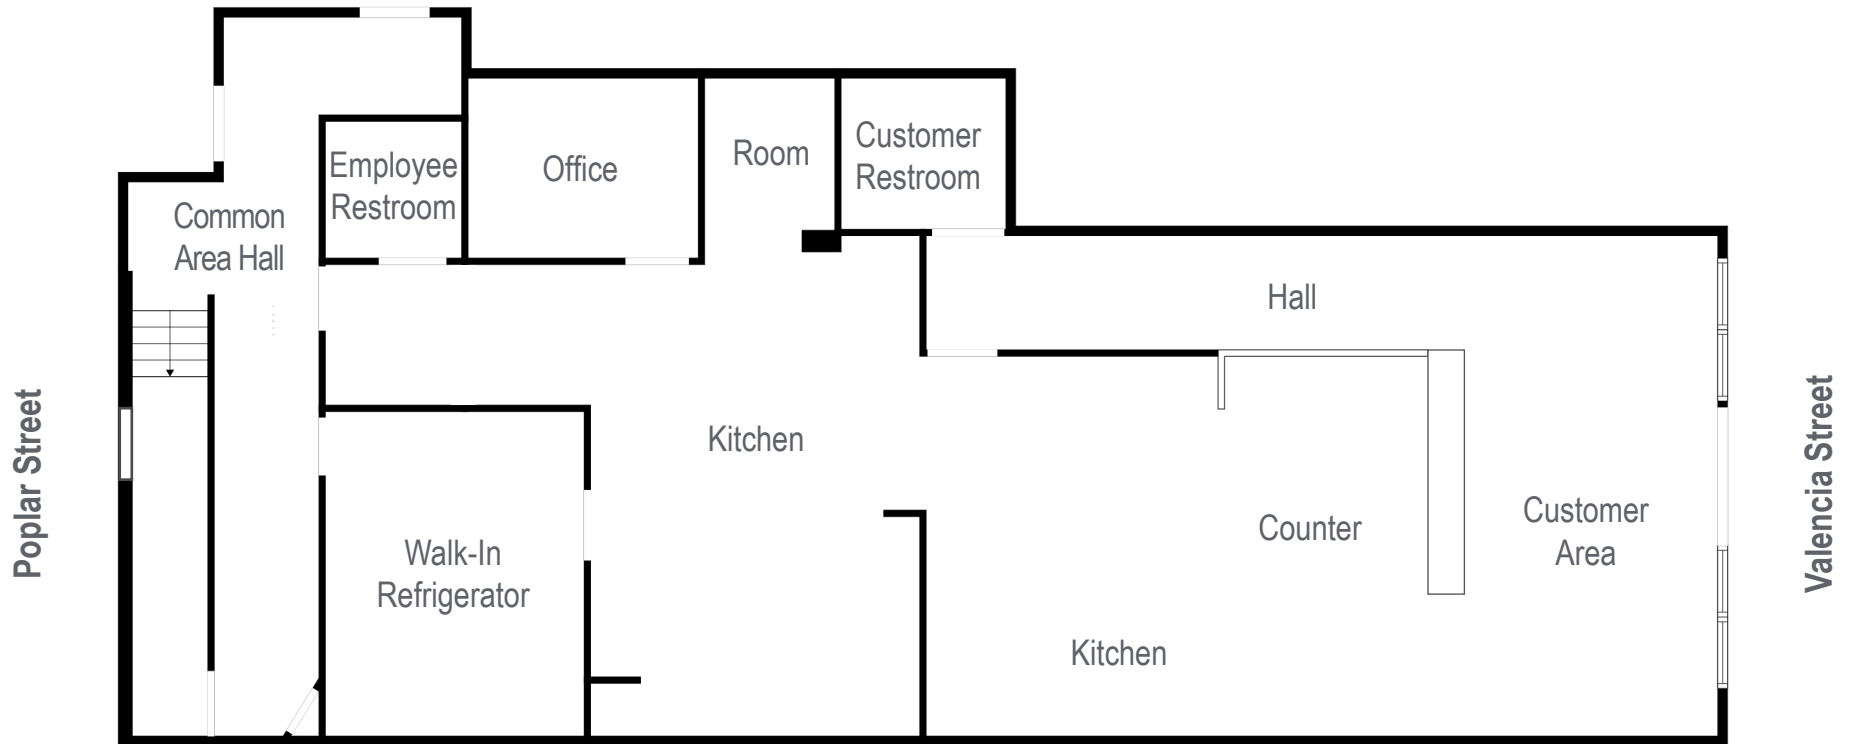 Poplar Street
Common
Area Hall
Employee
Restroom
Office
Room
Customer
Restroom
Hall
Kitchen
Walk-In
Refrigerator
Counter
Kitchen
Customer
Area
Valencia Street